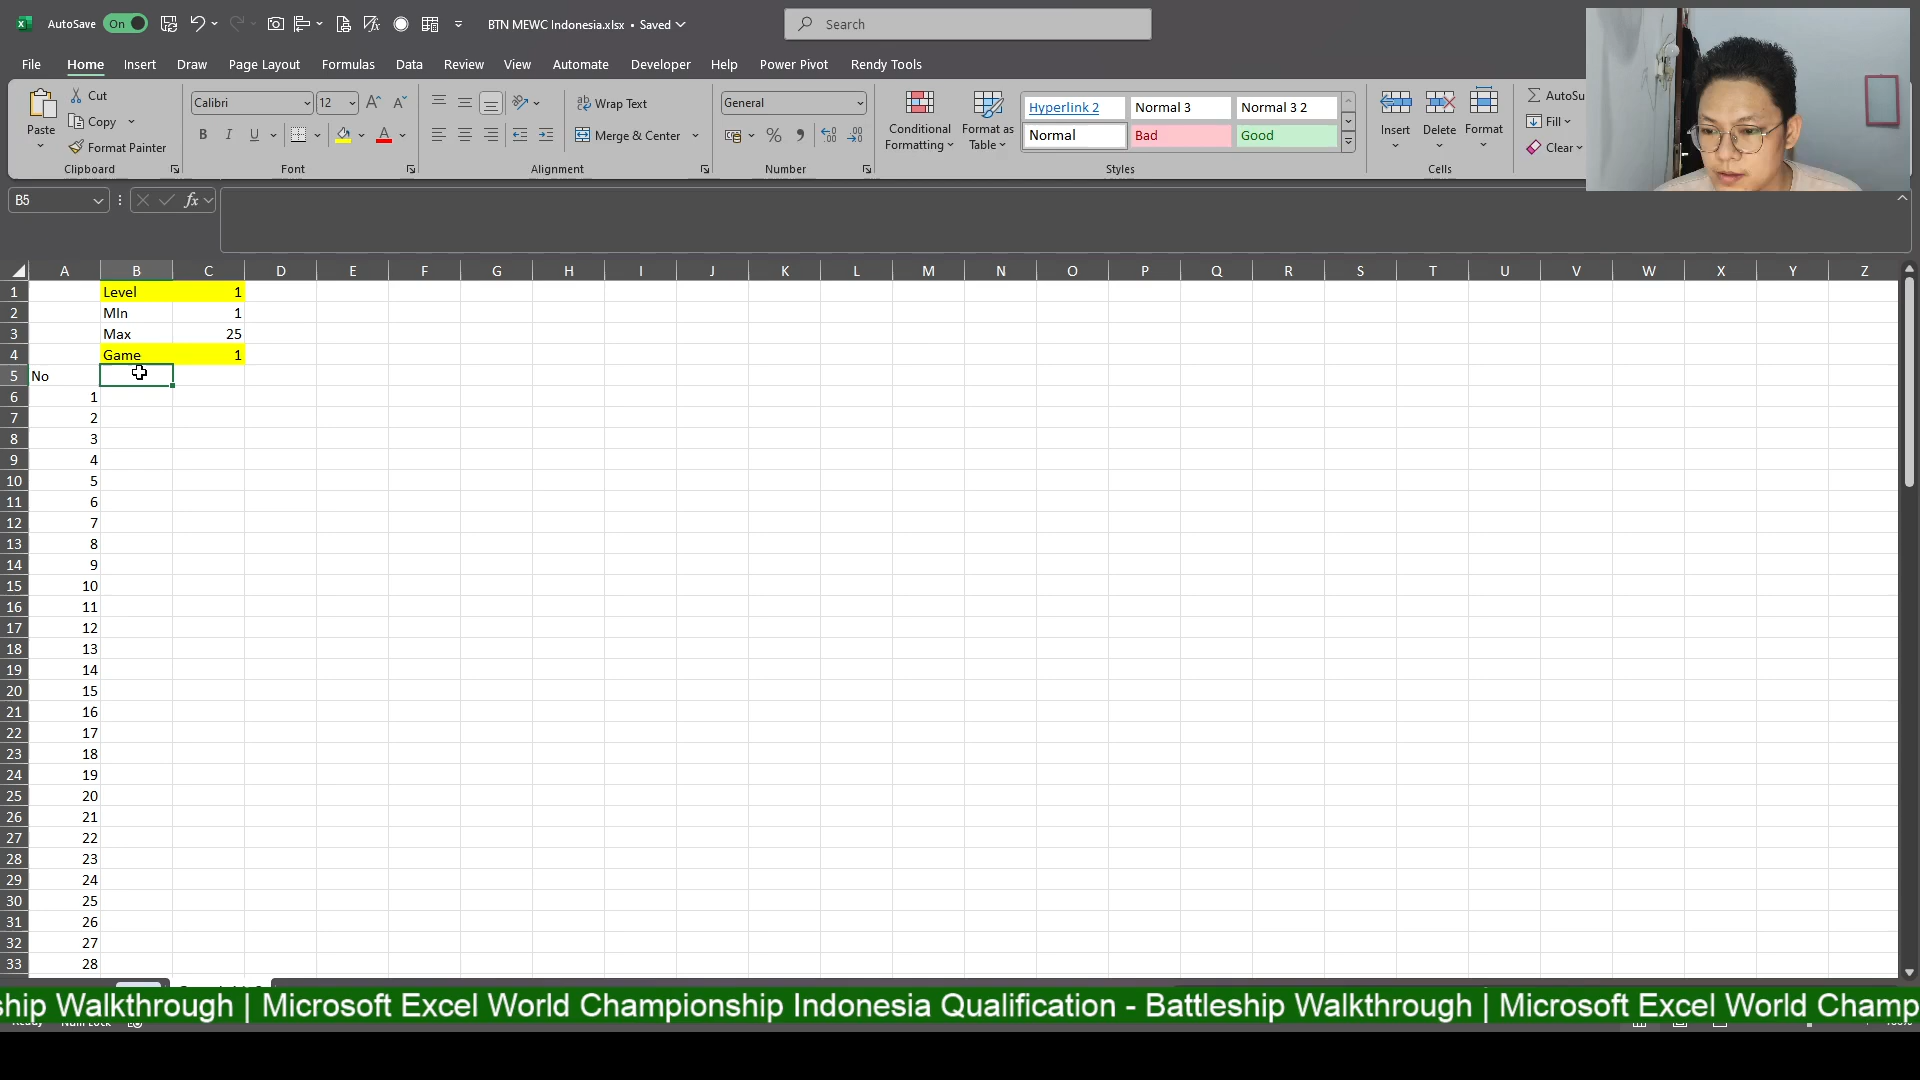 AutoSave On BTN MEWC Indonesia.xlsx • Saved Search
File Home Insert Draw Page Layout Formulas Data Review View Automate Developer Help Power Pivot Rendy Tools
Paste Cut Copy Format Painter Clipboard
Calibri 12 B I U A Font
Wrap Text Merge & Center Alignment
General % Number
Conditional Formatting Format as Table
Hyperlink 2 Normal 3 Normal 3 2
Normal Bad Good
Styles
Insert Delete Format Cells
Fill Clear
B5 fx
A B C D E F G H I J K L M N O P Q R S T U V W X Y Z
1 Level 1
2 MIn 1
3 Max 25
4 Game 1
5 No
6 1
7 2
8 3
9 4
10 5
11 6
12 7
13 8
14 9
15 10
16 11
17 12
18 13
19 14
20 15
21 16
22 17
23 18
24 19
25 20
26 21
27 22
28 23
29 24
30 25
31 26
32 27
33 28
ship Walkthrough | Microsoft Excel World Championship Indonesia Qualification - Battleship Walkthrough | Microsoft Excel World Champ